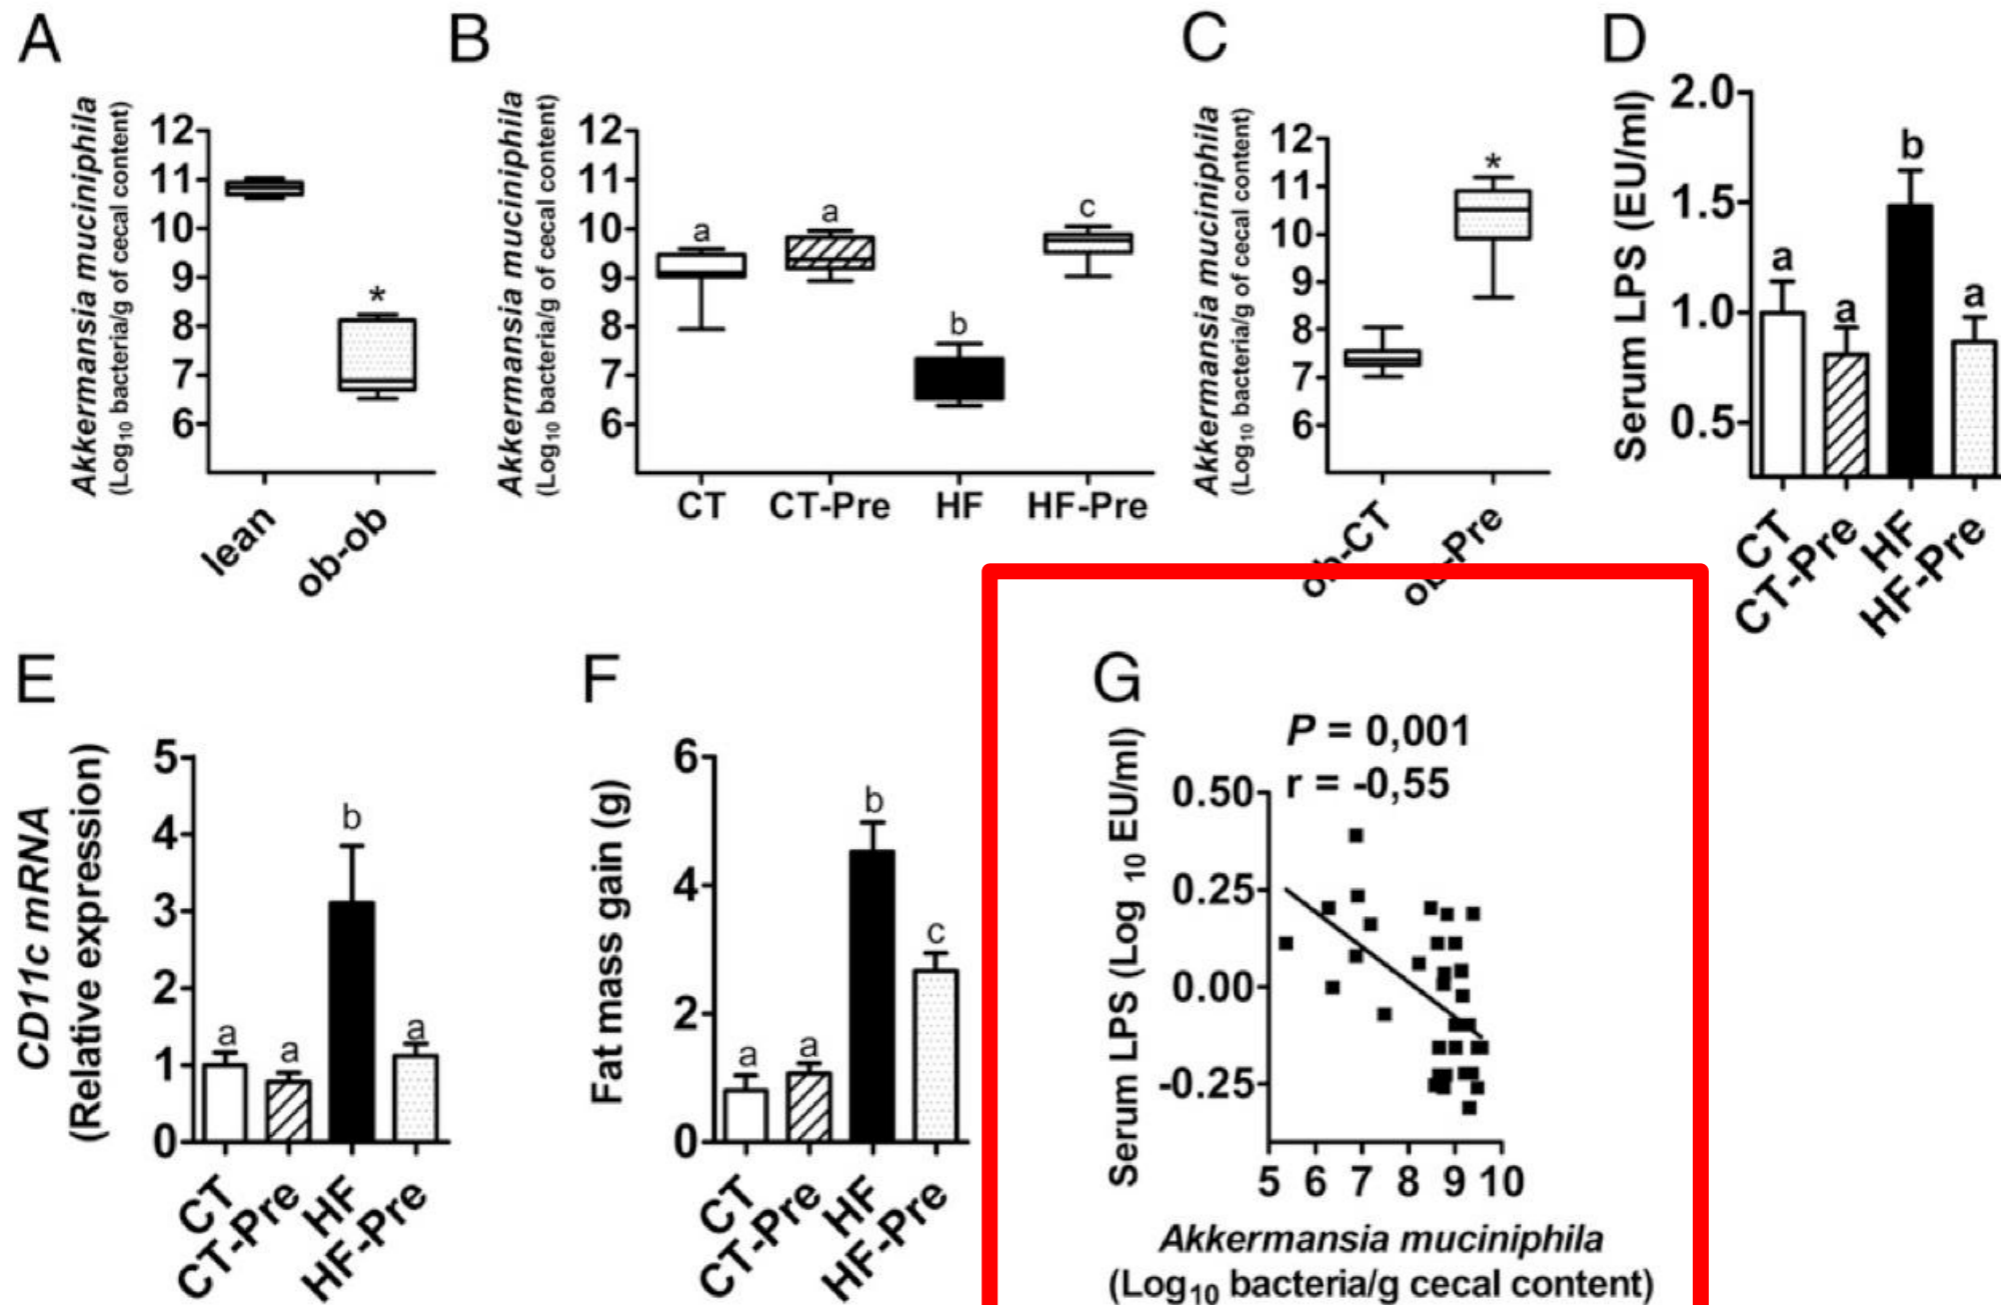 A
Akkermansia muciniphila
(Log10 bacteria/g of cecal content)
12
11
10
9
8
7
6
*
lean
ob-ob
B
Akkermansia muciniphila
(Log10 bacteria/g of cecal content)
12
11
10
9
8
7
6
a
a
b
c
CT
CT-Pre
HF
HF-Pre
C
Akkermansia muciniphila
(Log10 bacteria/g of cecal content)
12
11
10
9
8
7
6
*
ob-CT
ob-Pre
D
Serum LPS (EU/ml)
2.0
1.5
1.0
0.5
a
a
b
a
CT
CT-Pre
HF
HF-Pre
E
CD11c mRNA
(Relative expression)
5
4
3
2
1
0
a
a
b
a
CT
CT-Pre
HF
HF-Pre
F
Fat mass gain (g)
6
4
2
0
a
a
b
c
CT
CT-Pre
HF
HF-Pre
G
P = 0,001
r = -0,55
Serum LPS (Log 10 EU/ml)
0.50
0.25
0.00
-0.25
5 6 7 8 9 10
Akkermansia muciniphila
(Log10 bacteria/g cecal content)